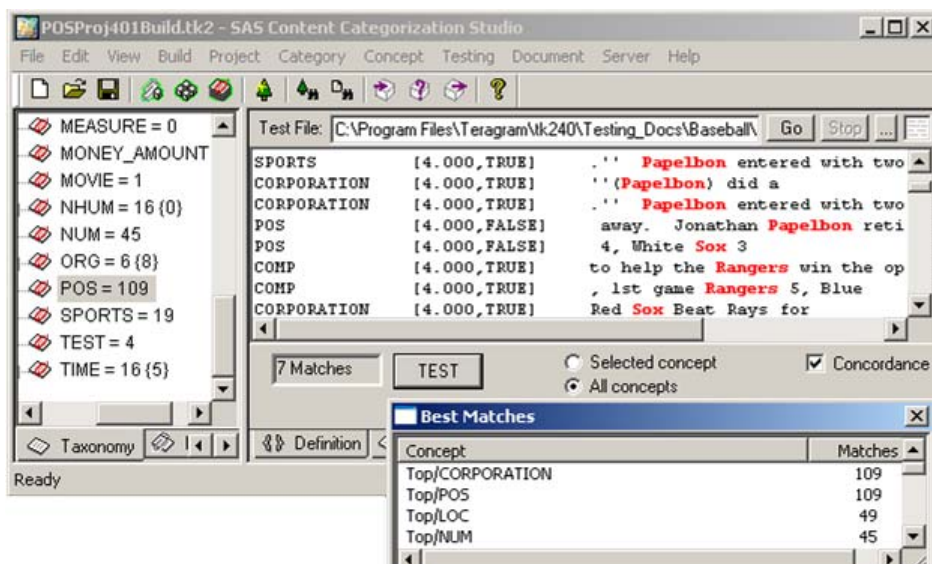 POSProj401Build.tk2 - SAS Content Categorization Studio
File Edit View Build Project Category Concept Testing Document Server Help
MEASURE = 0
MONEY_AMOUNT
MOVIE = 1
NHUM = 16 {0}
NUM = 45
ORG = 6 {8}
POS = 109
SPORTS = 19
TEST = 4
TIME = 16 {5}
Taxonomy
Ready
Test File: C:\Program Files\Teragram\tk240\Testing_Docs\Baseball\ Go Stop ...
SPORTS [4.000,TRUE] .'' Papelbon entered with two
CORPORATION [4.000,TRUE] ''(Papelbon) did a
CORPORATION [4.000,TRUE] .'' Papelbon entered with two
POS [4.000,FALSE] away. Jonathan Papelbon reti
POS [4.000,FALSE] 4, White Sox 3
COMP [4.000,TRUE] to help the Rangers win the op
COMP [4.000,TRUE] , 1st game Rangers 5, Blue
CORPORATION [4.000,TRUE] Red Sox Beat Rays for
7 Matches TEST Selected concept Concordance
All concepts
Definition
Best Matches
Concept Matches
Top/CORPORATION 109
Top/POS 109
Top/LOC 49
Top/NUM 45